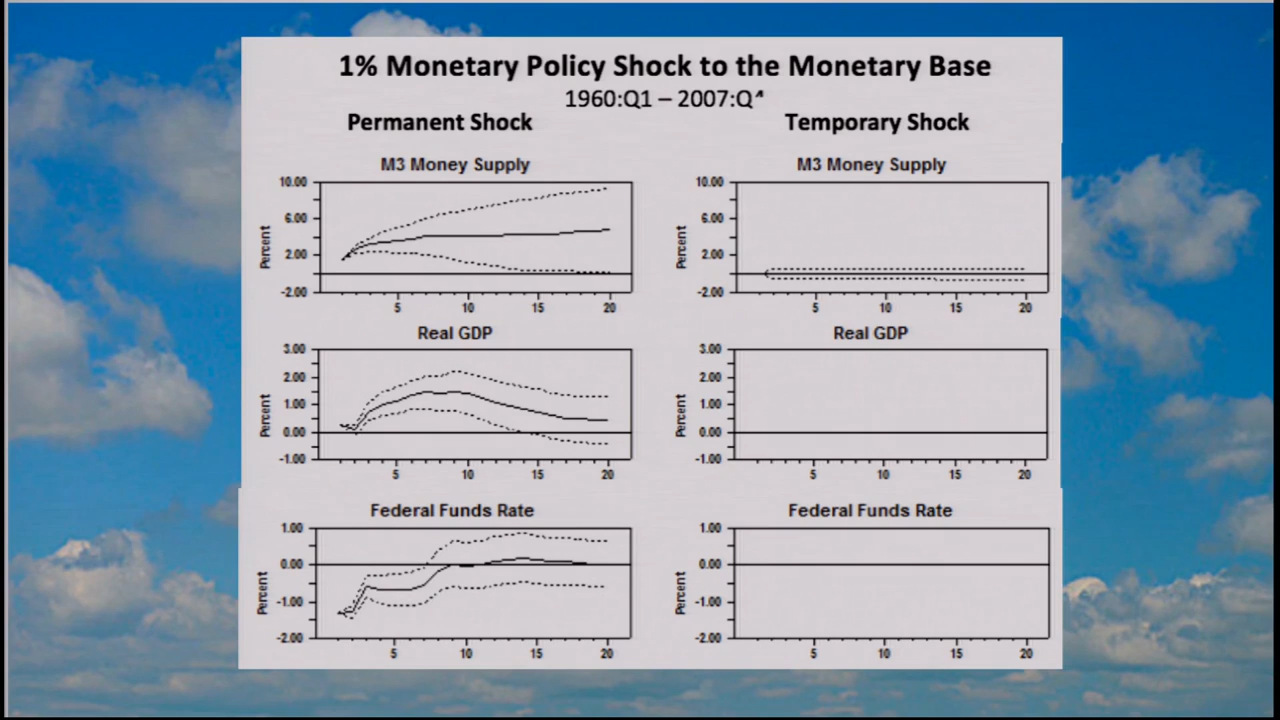 1% Monetary Policy Shock to the Monetary Base
1960:Q1 – 2007:Q4
Permanent Shock
Temporary Shock
M3 Money Supply
10.00
6.00
2.00
-2.00
Percent
5 10 15 20
M3 Money Supply
10.00
6.00
2.00
-2.00
Percent
5 10 15 20
Real GDP
3.00
2.00
1.00
0.00
-1.00
Percent
5 10 15 20
Real GDP
3.00
2.00
1.00
0.00
-1.00
Percent
5 10 15 20
Federal Funds Rate
1.00
0.00
-1.00
-2.00
Percent
5 10 15 20
Federal Funds Rate
1.00
0.00
-1.00
-2.00
Percent
5 10 15 20